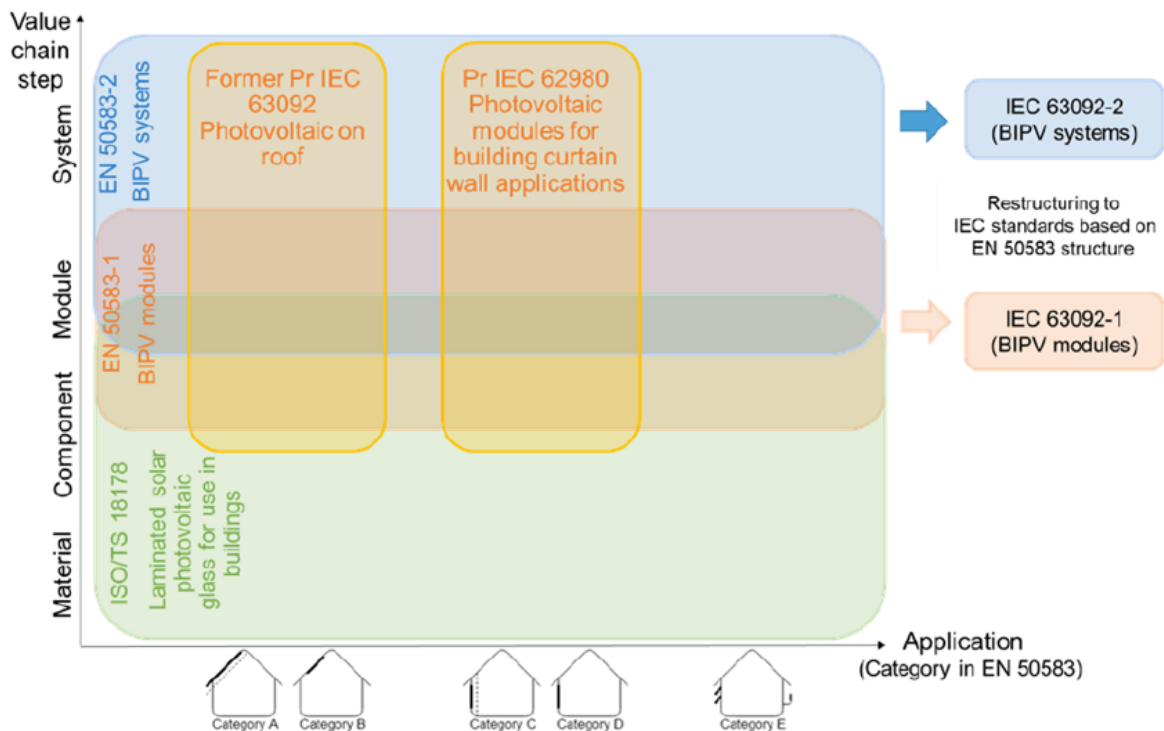 Value
chain
step
System
Module
Component
Material
EN 50583-2
BIPV systems
EN 50583-1
BIPV modules
ISO/TS 18178
Laminated solar
photovoltaic
glass for use in
buildings
Former Pr IEC
63092
Photovoltaic on
roof
Pr IEC 62980
Photovoltaic
modules for
building curtain
wall applications
IEC 63092-2
(BIPV systems)
Restructuring to
IEC standards based on
EN 50583 structure
IEC 63092-1
(BIPV modules)
Application
(Category in EN 50583)
Category A
Category B
Category C
Category D
Category E